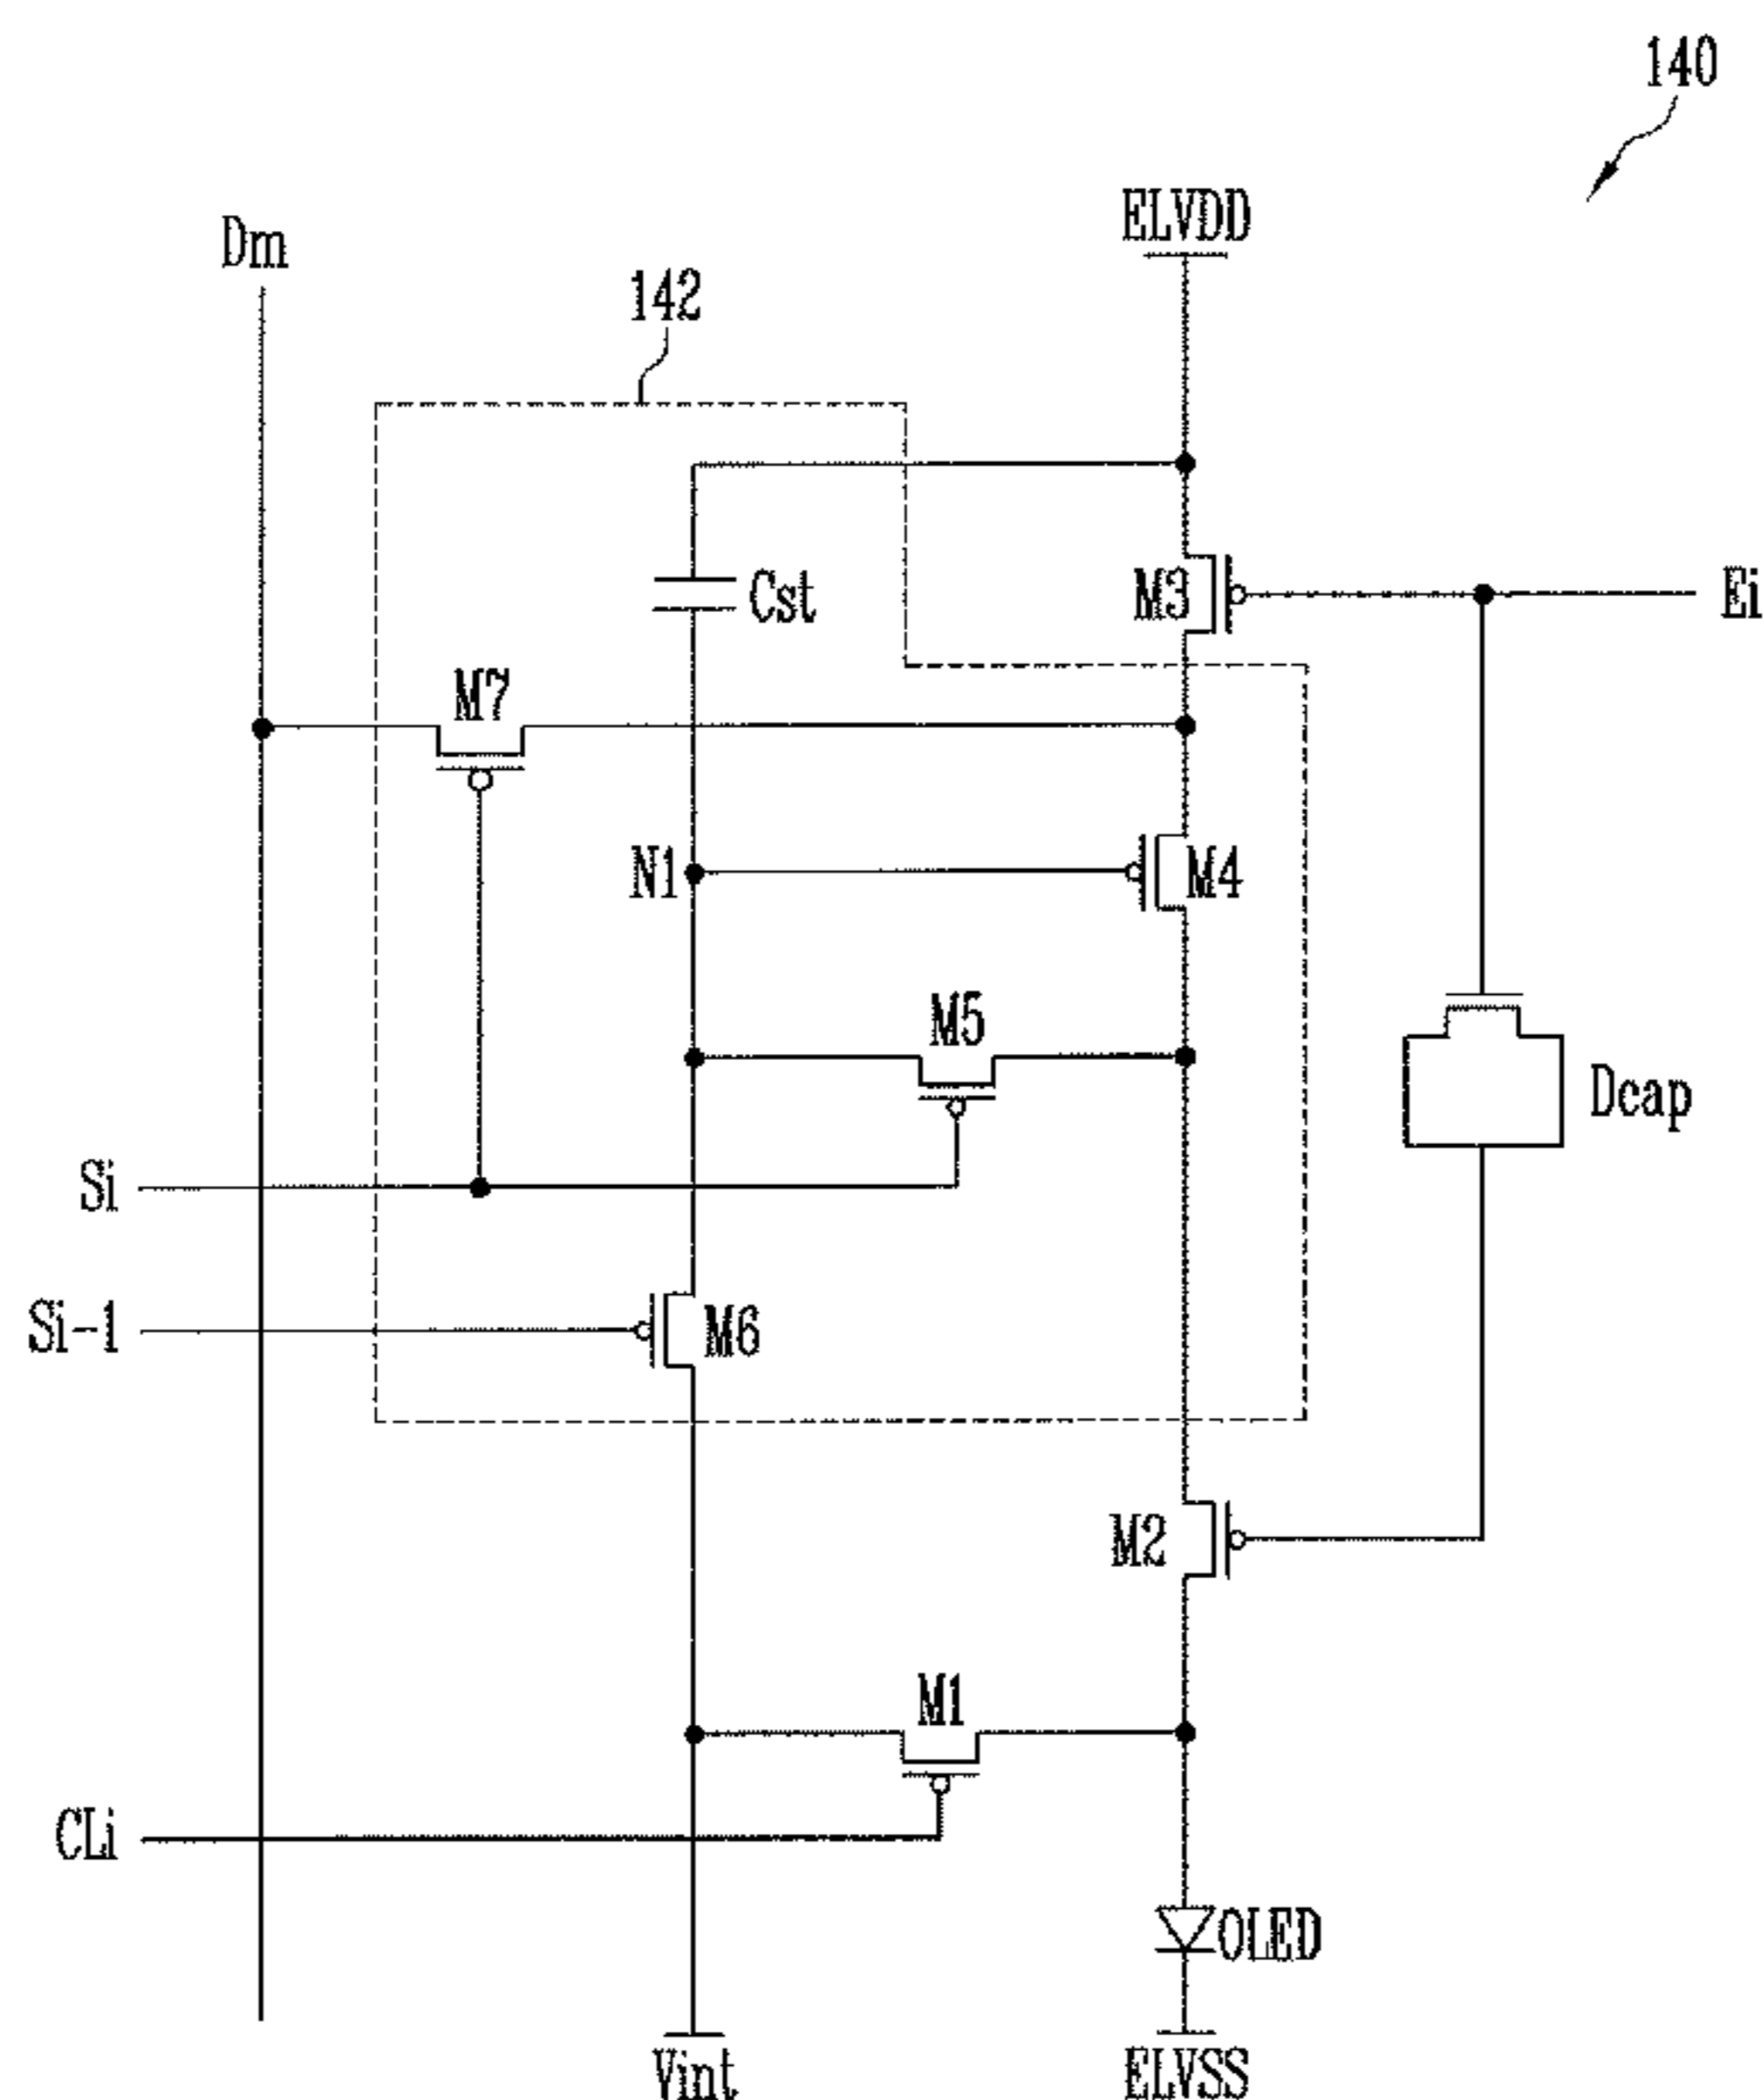 140
ELVDD
Dm
142
Cst
M3
Ei
M7
N1
M4
M5
Dcap
Si
Si-1
M6
M2
M1
CLi
OLED
Vint
ELVSS